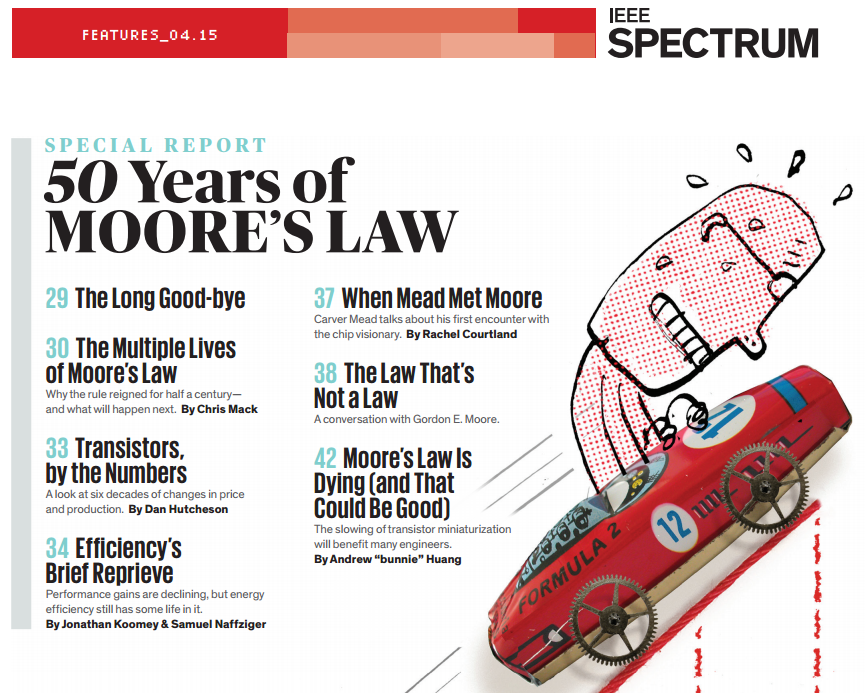 FEATURES_04.15
IEEE
SPECTRUM
SPECIAL REPORT
50 Years of
MOORE'S LAW
29 The Long Good-bye
30 The Multiple Lives
of Moore's Law
Why the rule reigned for half a century—
and what will happen next. By Chris Mack
33 Transistors,
by the Numbers
A look at six decades of changes in price
and production. By Dan Hutcheson
34 Efficiency's
Brief Reprieve
Performance gains are declining, but energy
efficiency still has some life in it.
By Jonathan Koomey & Samuel Naffziger
37 When Mead Met Moore
Carver Mead talks about his first encounter with
the chip visionary. By Rachel Courtland
38 The Law That's
Not a Law
A conversation with Gordon E. Moore.
42 Moore's Law Is
Dying (and That
Could Be Good)
The slowing of transistor miniaturization
will benefit many engineers.
By Andrew “bunnie” Huang
12
FORMULA 2